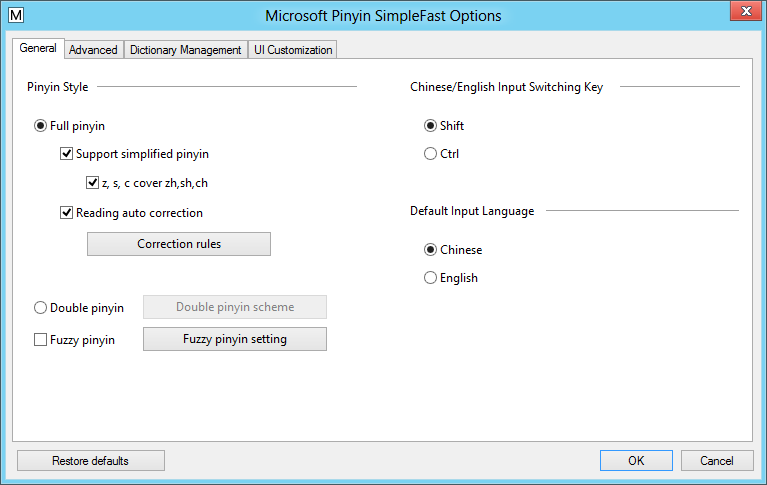 M
Microsoft Pinyin SimpleFast Options
General
Advanced
Dictionary Management
UI Customization
Pinyin Style
Full pinyin
Support simplified pinyin
z, s, c cover zh,sh,ch
Reading auto correction
Correction rules
Double pinyin
Double pinyin scheme
Fuzzy pinyin
Fuzzy pinyin setting
Chinese/English Input Switching Key
Shift
Ctrl
Default Input Language
Chinese
English
Restore defaults
OK
Cancel